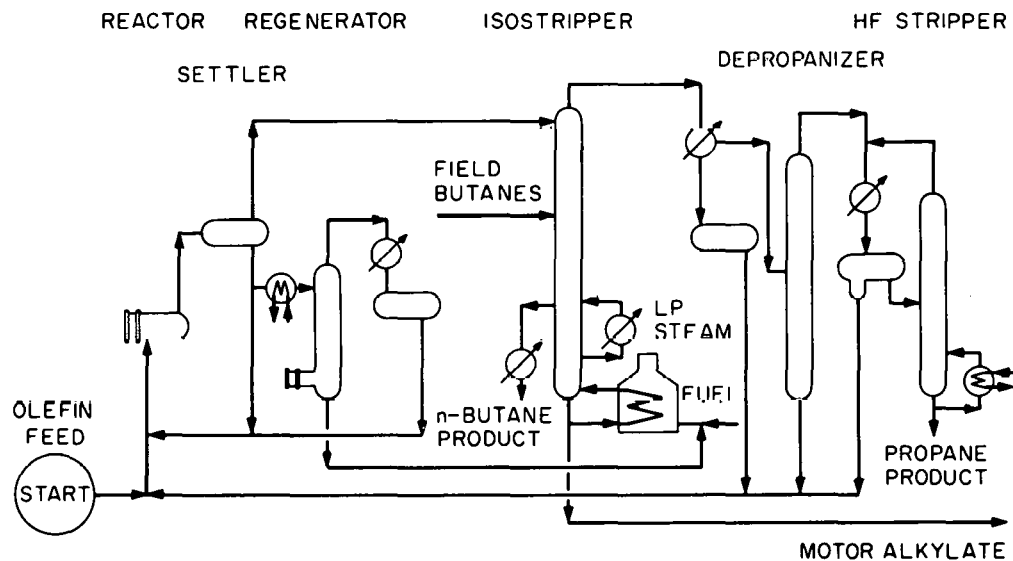 REACTOR REGENERATOR ISOSTRIPPER HF STRIPPER
SETTLER
DEPROPANIZER
FIELD
BUTANES
LP
STEAM
FUEL
n-BUTANE
PRODUCT
OLEFIN
FEED
START
PROPANE
PRODUCT
MOTOR ALKYLATE